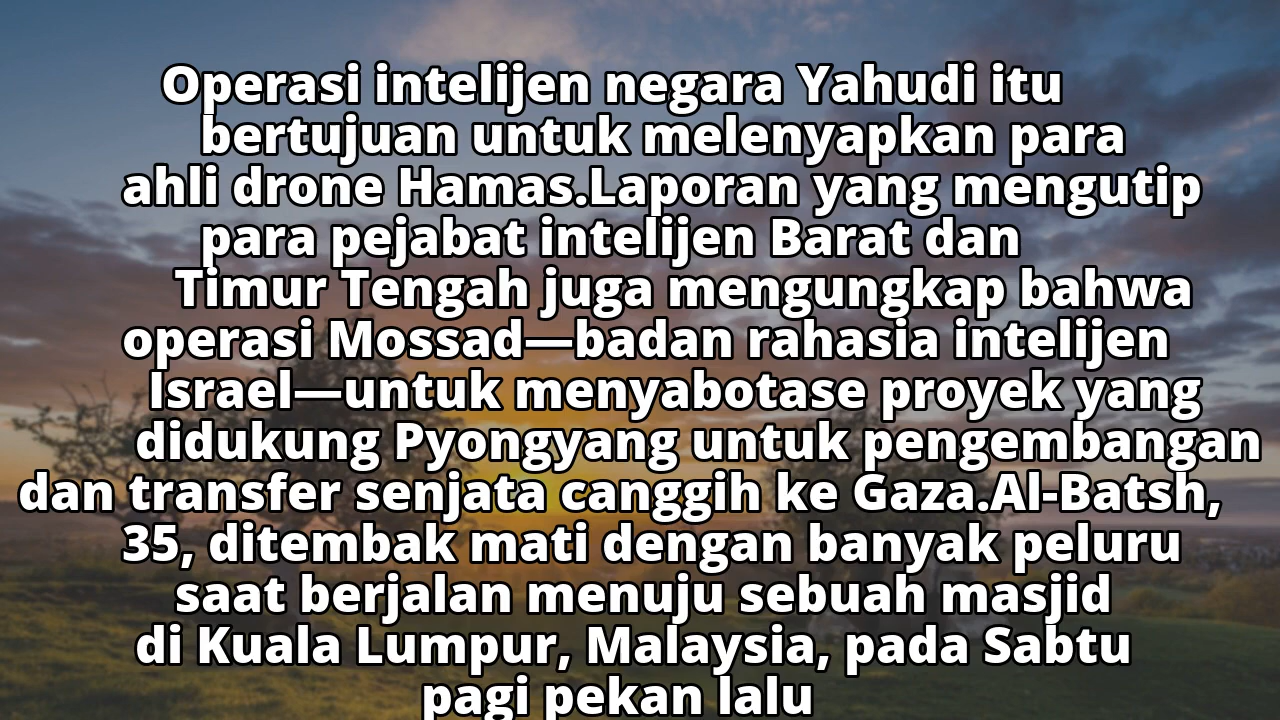 Operasi intelijen negara Yahudi itu
bertujuan untuk melenyapkan para
ahli drone Hamas.Laporan yang mengutip
para pejabat intelijen Barat dan
Timur Tengah juga mengungkap bahwa
operasi Mossad—badan rahasia intelijen
Israel—untuk menyabotase proyek yang
didukung Pyongyang untuk pengembangan
dan transfer senjata canggih ke Gaza.Al-Batsh,
35, ditembak mati dengan banyak peluru
saat berjalan menuju sebuah masjid
di Kuala Lumpur, Malaysia, pada Sabtu
pagi pekan lalu